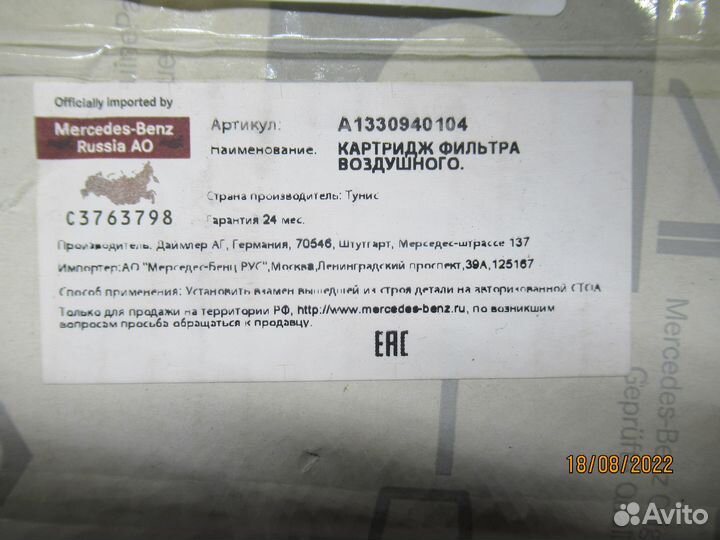 Officially imported by
Mercedes-Benz
Russia AO
C3763798
Артикул: A1330940104
Наименование: КАРТРИДЖ ФИЛЬТРА
ВОЗДУШНОГО.
Страна производитель: Тунис
Гарантия 24 мес.
Производитель, Даймлер АГ, Германия, 70546, Штутгарт, Мерседес-штрассе 137
Импортер:АО "Мерседес-Бенц РУС",Москва,Ленинградский проспект,39А,125167
Способ применения: Установить взамен вышедшей из строя детали на авторизованной СТОА
Только для продажи на территории РФ, http://www.mercedes-benz.ru, по возникшим
вопросам просьба обращаться к продавцу.
EAC
Mercedes-Benz
Geprüf
18/08/2022
Avito